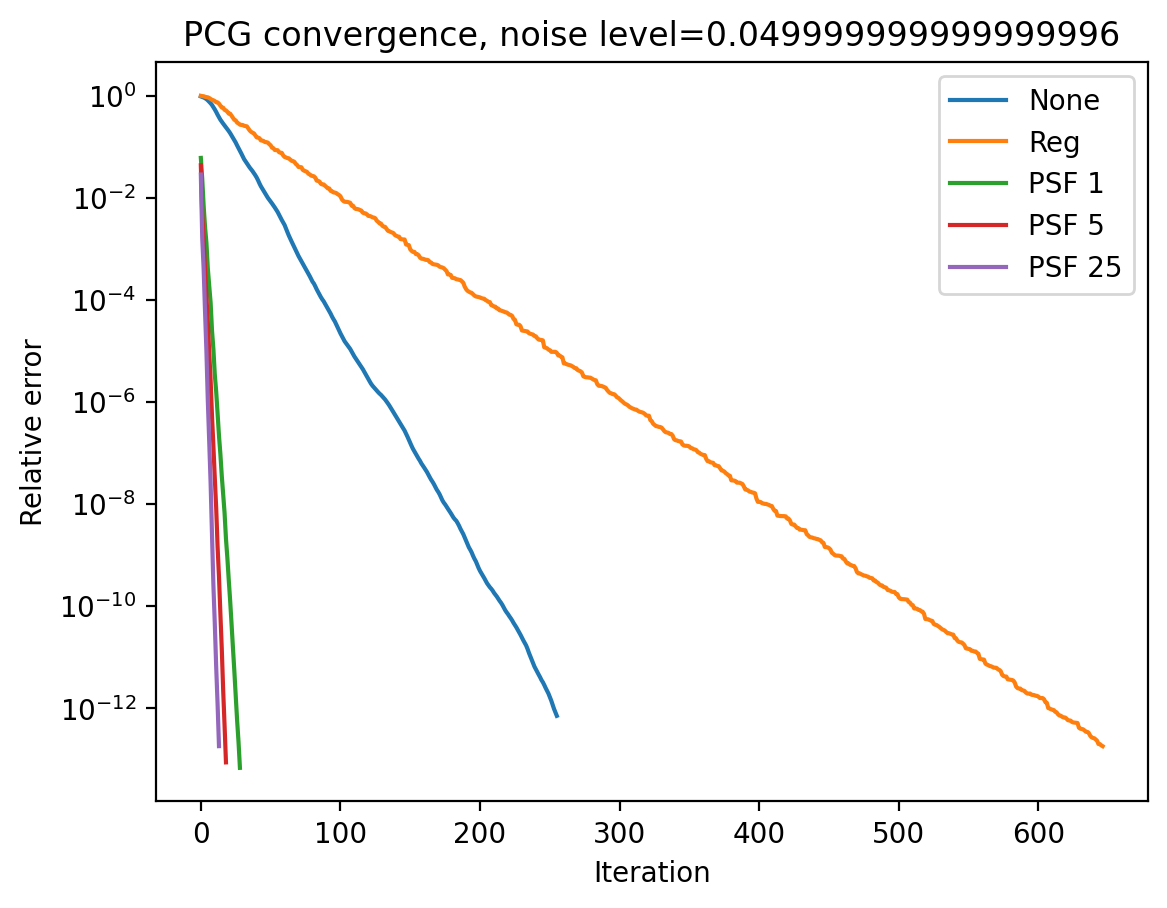 PCG convergence, noise level=0.049999999999999996
10⁰
10⁻²
10⁻⁴
10⁻⁶
10⁻⁸
10⁻¹⁰
10⁻¹²
Relative error
None
Reg
PSF 1
PSF 5
PSF 25
0 100 200 300 400 500 600
Iteration